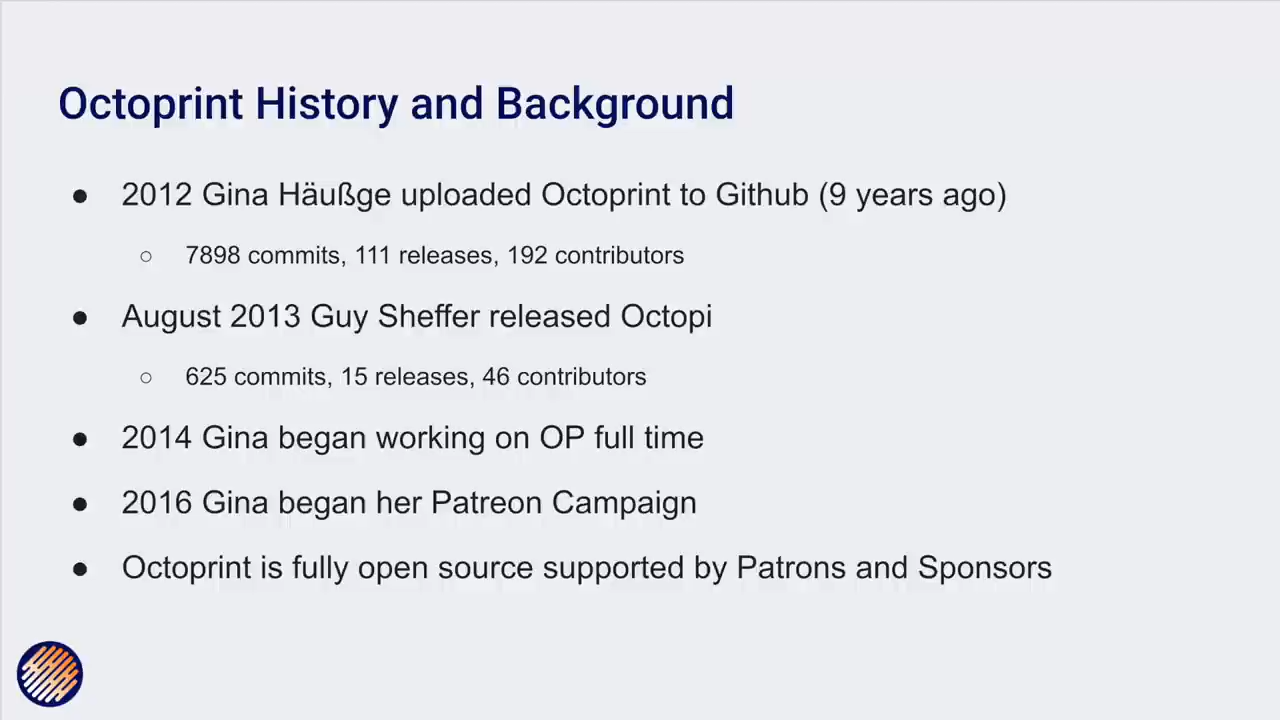 Octoprint History and Background
● 2012 Gina Häußge uploaded Octoprint to Github (9 years ago)
○ 7898 commits, 111 releases, 192 contributors
● August 2013 Guy Sheffer released Octopi
○ 625 commits, 15 releases, 46 contributors
● 2014 Gina began working on OP full time
● 2016 Gina began her Patreon Campaign
● Octoprint is fully open source supported by Patrons and Sponsors